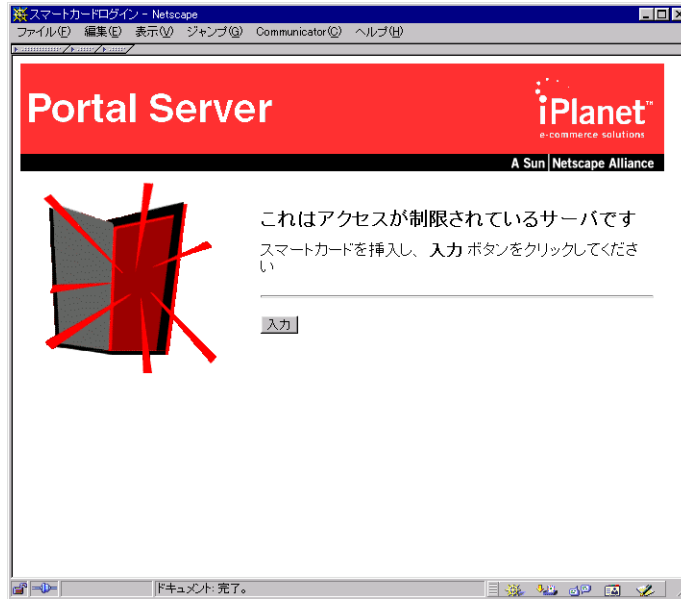 スマートカードログイン - Netscape
ファイル(F) 編集(E) 表示(V) ジャンプ(G) Communicator(C) ヘルプ(H)
Portal Server
iPlanet™
e-commerce solutions
A Sun|Netscape Alliance
これはアクセスが制限されているサーバです
スマートカードを挿入し、 入力 ボタンをクリックしてくださ
い
入力
ドキュメント: 完了。